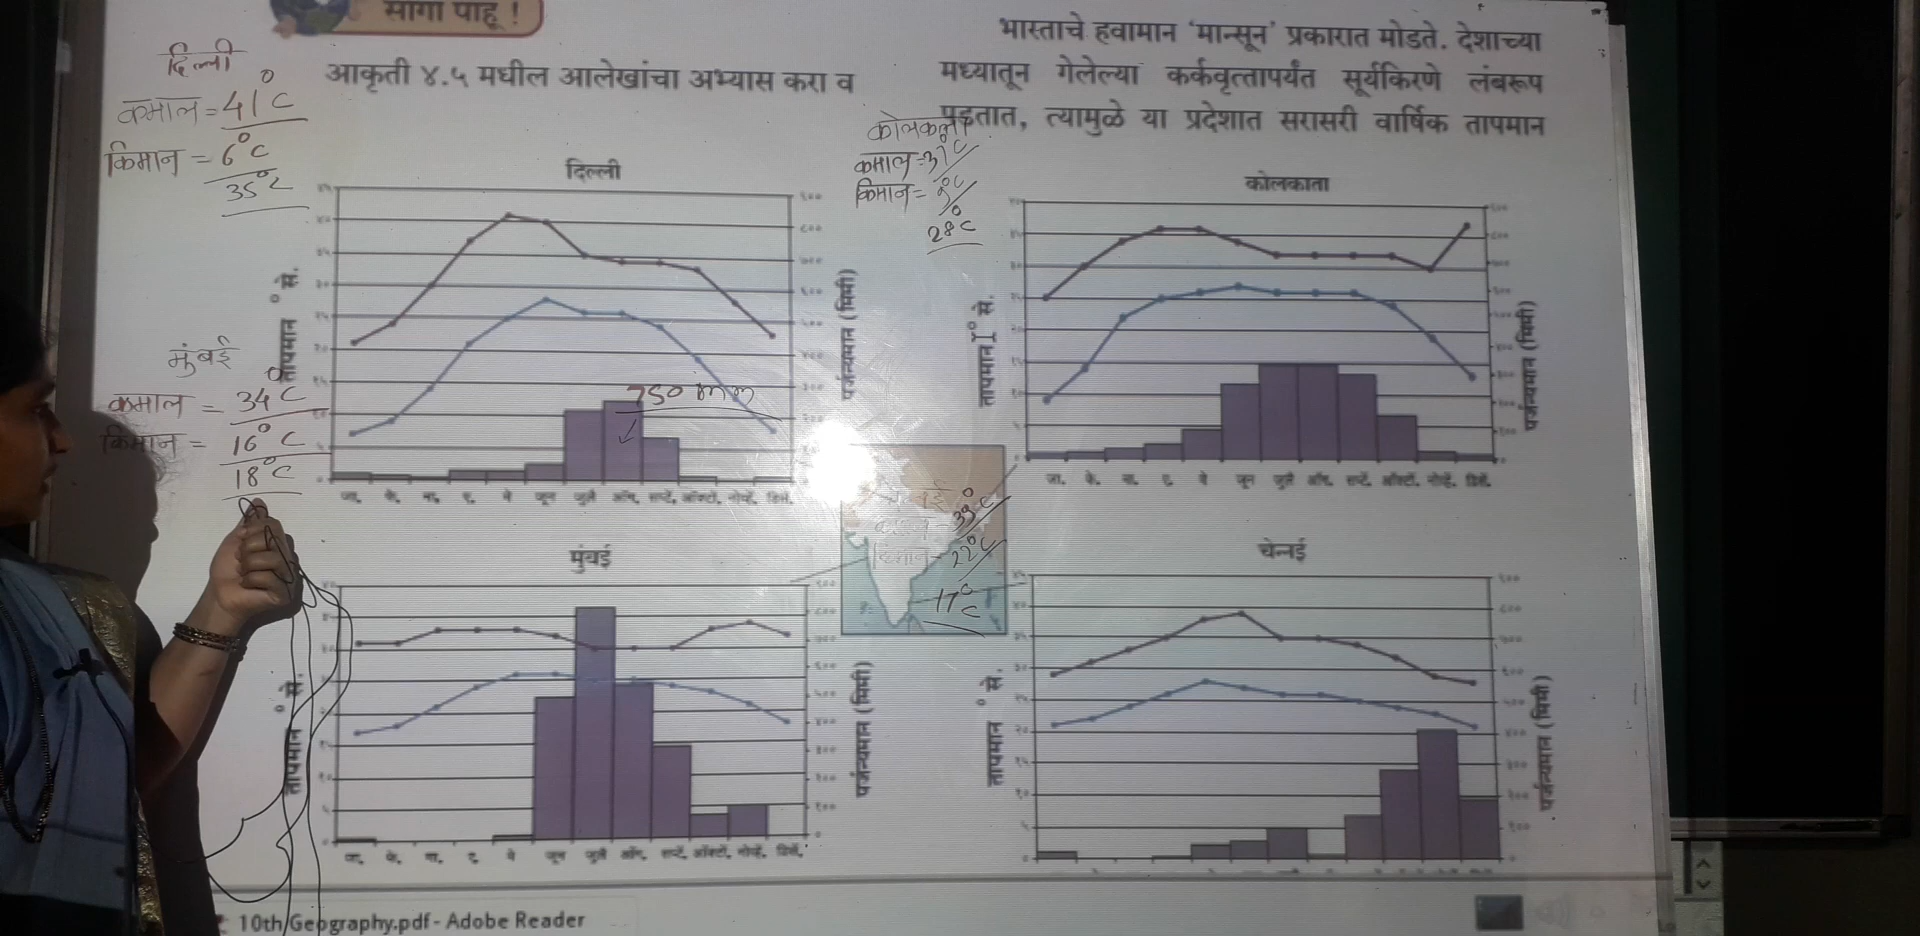 सांगा पाहू !
आकृती ४.५ मधील आलेखांचा अभ्यास करा व
भारताचे हवामान ‘मान्सून’ प्रकारात मोडते. देशाच्या
मध्यातून गेलेल्या कर्कवृत्तापर्यंत सूर्यकिरणे लंबरूप
पडतात, त्यामुळे या प्रदेशात सरासरी वार्षिक तापमान
दिल्ली
कमाल = 41°C
किमान = 6°C
35°C
कोलकत्ता
कमाल = 37°C
किमान = 9°C
28°C
दिल्ली
तापमान ° से.
पर्जन्यमान (मिमी)
750 mm
जा. फे. मा. ए. मे जून जुलै ऑग. सप्टें. ऑक्टो. नोव्हें. डिसें.
कोलकाता
तापमान ° से.
पर्जन्यमान (मिमी)
जा. फे. मा. ए. मे जून जुलै ऑग. सप्टें. ऑक्टो. नोव्हें. डिसें.
मुंबई
कमाल = 34°C
किमान = 16°C
18°C
39°C
किमान - 22°C
17°C
मुंबई
तापमान ° से.
पर्जन्यमान (मिमी)
जा. फे. मा. ए. मे जून जुलै ऑग. सप्टें. ऑक्टो. नोव्हें. डिसें.
चेन्नई
तापमान ° से.
पर्जन्यमान (मिमी)
10th Geography.pdf - Adobe Reader